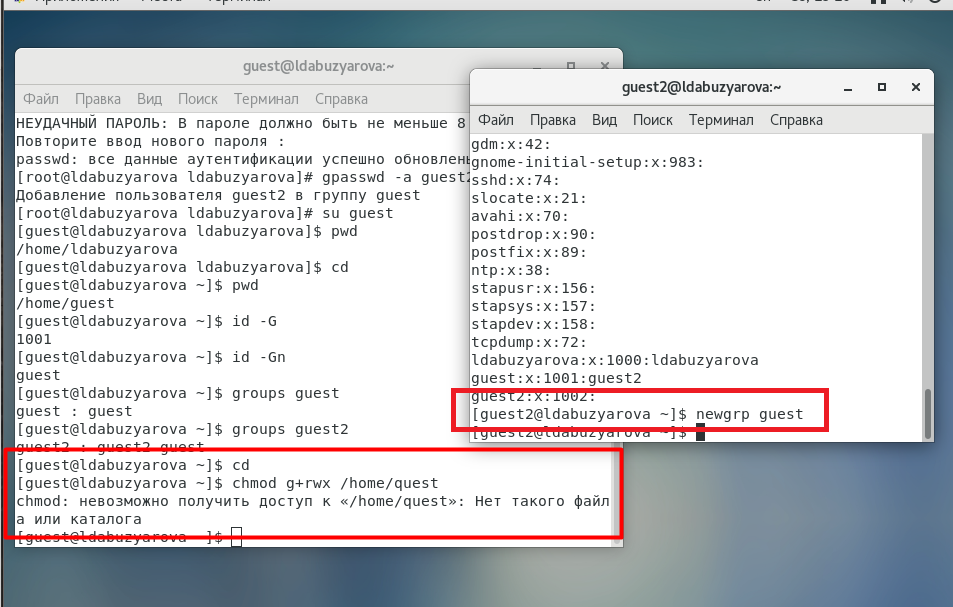 guest@ldabuzyarova:~
Файл Правка Вид Поиск Терминал Справка
НЕУДАЧНЫЙ ПАРОЛЬ: В пароле должно быть не меньше 8
Повторите ввод нового пароля :
passwd: все данные аутентификации успешно обновлены
[root@ldabuzyarova ldabuzyarova]# gpasswd -a guest2
Добавление пользователя guest2 в группу guest
[root@ldabuzyarova ldabuzyarova]# su guest
[guest@ldabuzyarova ldabuzyarova]$ pwd
/home/ldabuzyarova
[guest@ldabuzyarova ldabuzyarova]$ cd
[guest@ldabuzyarova ~]$ pwd
/home/guest
[guest@ldabuzyarova ~]$ id -G
1001
[guest@ldabuzyarova ~]$ id -Gn
guest
[guest@ldabuzyarova ~]$ groups guest
guest : guest
[guest@ldabuzyarova ~]$ groups guest2
guest2 : guest2 guest
[guest@ldabuzyarova ~]$ cd
[guest@ldabuzyarova ~]$ chmod g+rwx /home/quest
chmod: невозможно получить доступ к «/home/quest»: Нет такого файл
а или каталога
[guest@ldabuzyarova ~]$
guest2@ldabuzyarova:~
Файл Правка Вид Поиск Терминал Справка
gdm:x:42:
gnome-initial-setup:x:983:
sshd:x:74:
slocate:x:21:
avahi:x:70:
postdrop:x:90:
postfix:x:89:
ntp:x:38:
stapusr:x:156:
stapsys:x:157:
stapdev:x:158:
tcpdump:x:72:
ldabuzyarova:x:1000:ldabuzyarova
guest:x:1001:guest2
guest2:x:1002:
[guest2@ldabuzyarova ~]$ newgrp guest
[guest2@ldabuzyarova ~]$